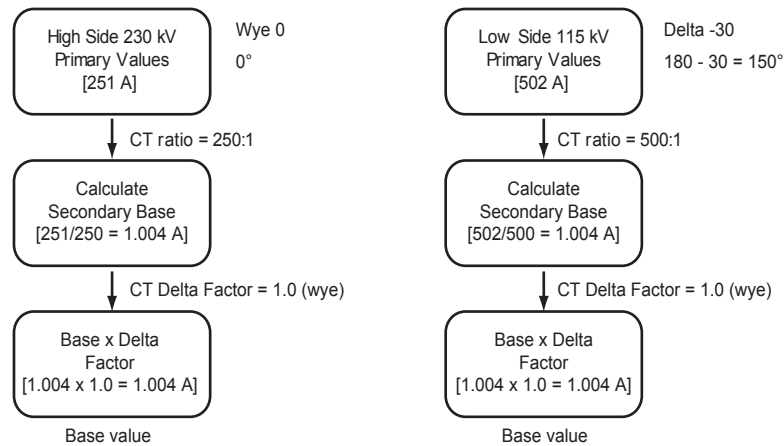 High Side 230 kV
Primary Values
[251 A]
Wye 0
0°
CT ratio = 250:1
Calculate
Secondary Base
[251/250 = 1.004 A]
CT Delta Factor = 1.0 (wye)
Base x Delta
Factor
[1.004 x 1.0 = 1.004 A]
Base value
Low Side 115 kV
Primary Values
[502 A]
Delta -30
180 - 30 = 150°
CT ratio = 500:1
Calculate
Secondary Base
[502/500 = 1.004 A]
CT Delta Factor = 1.0 (wye)
Base x Delta
Factor
[1.004 x 1.0 = 1.004 A]
Base value